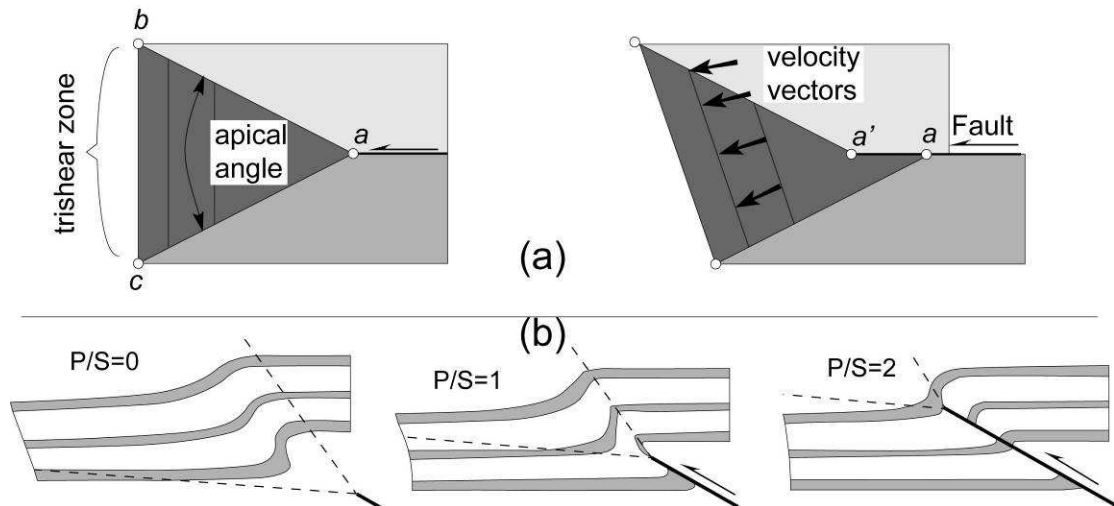 b
trishear zone
apical
angle
a
c
velocity
vectors
a'
a
Fault
(a)
(b)
P/S=0
P/S=1
P/S=2